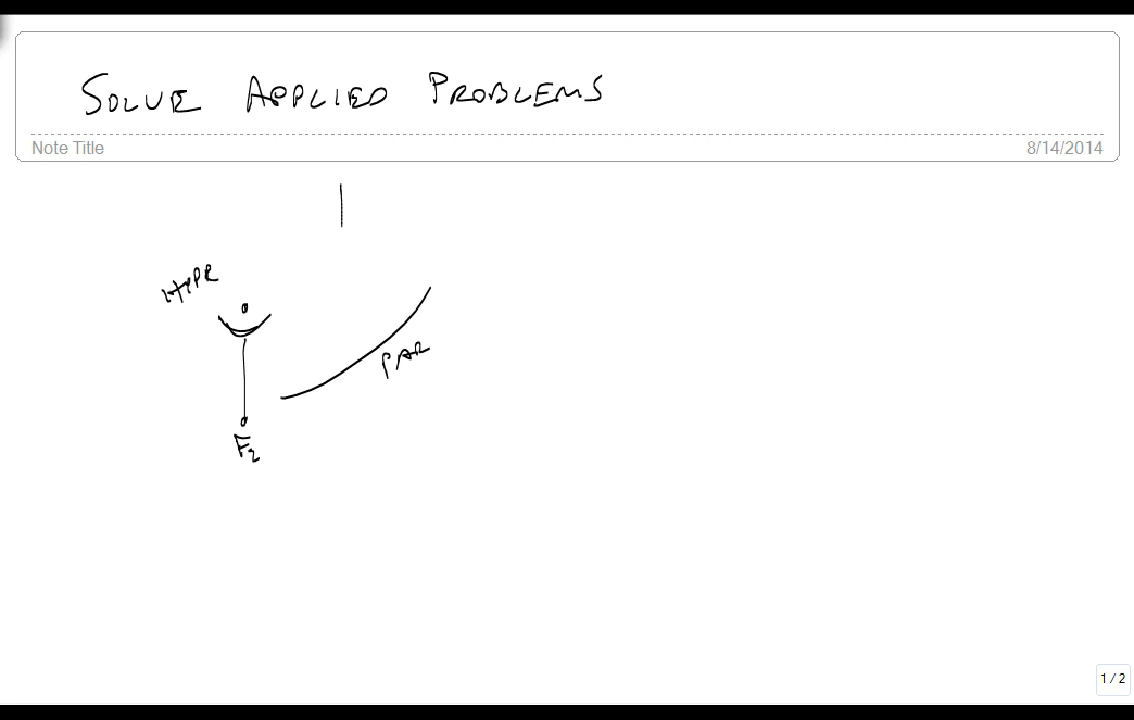 SOLVE APPLIED PROBLEMS
Note Title
8/14/2014
HYPR
PAR
F2
1/2